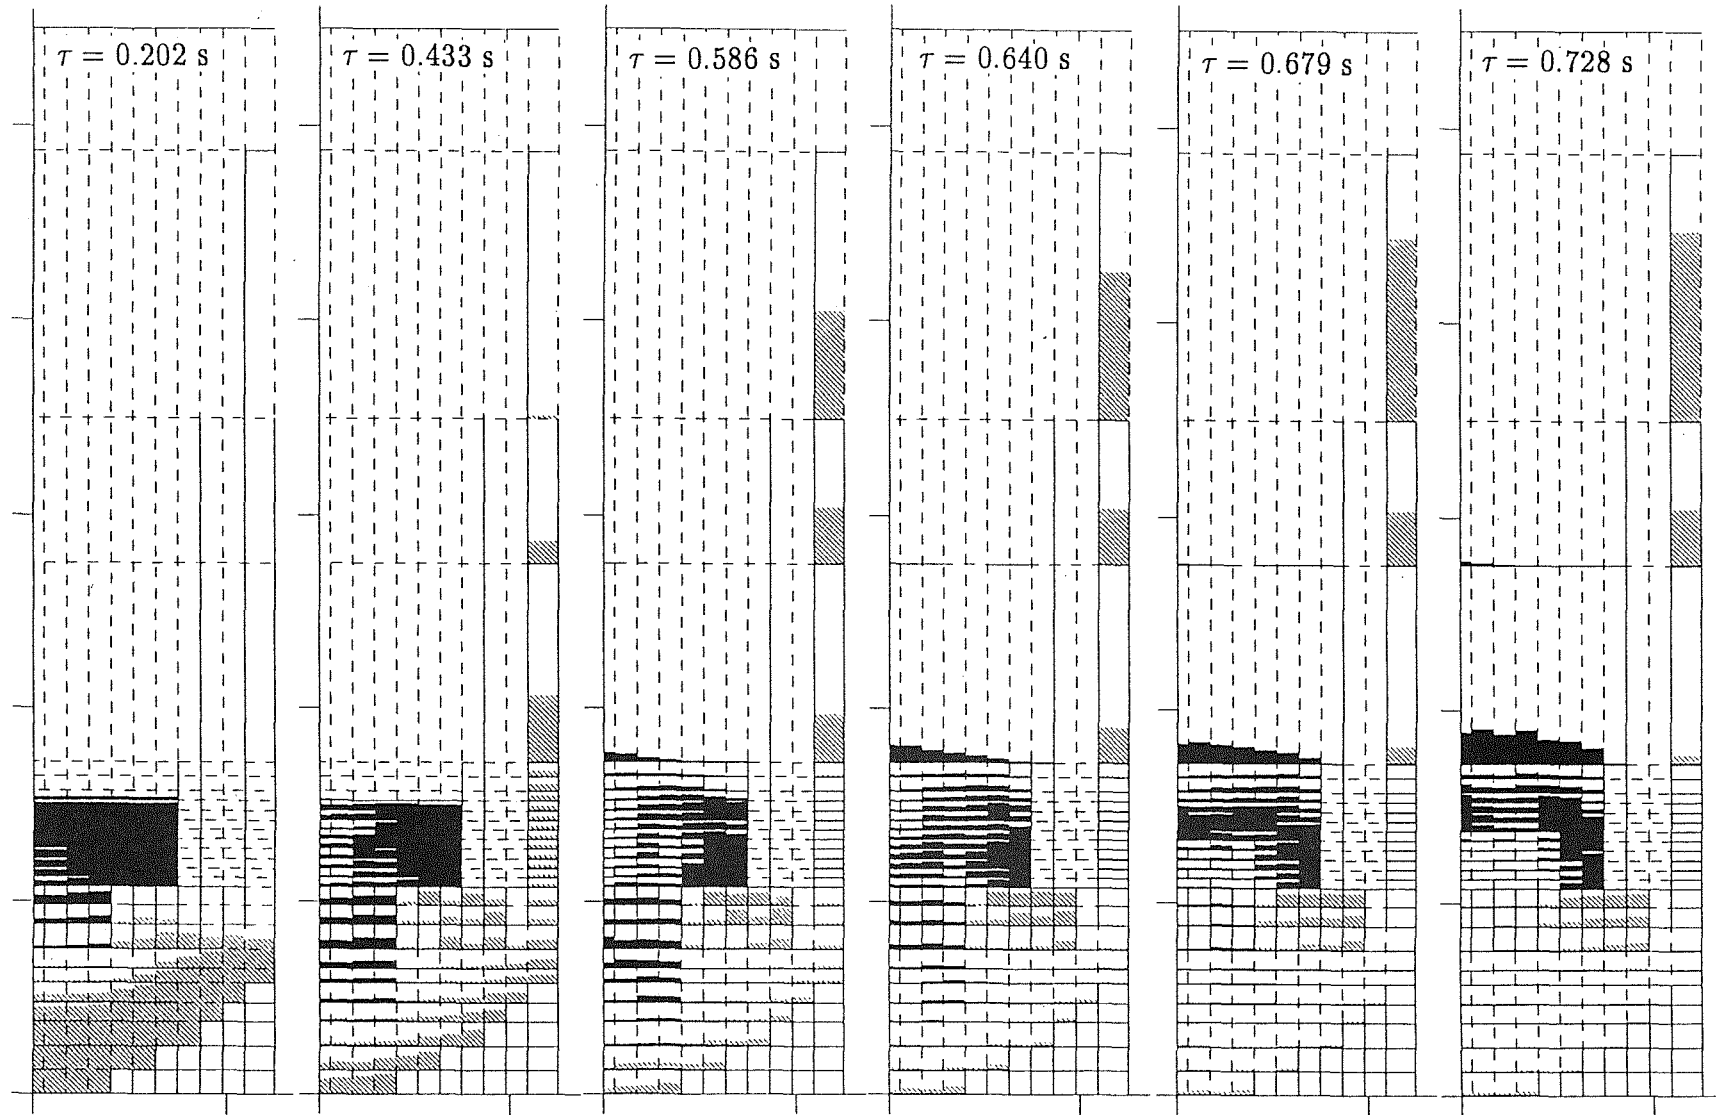 τ = 0.202 s
τ = 0.433 s
τ = 0.586 s
τ = 0.640 s
τ = 0.679 s
τ = 0.728 s